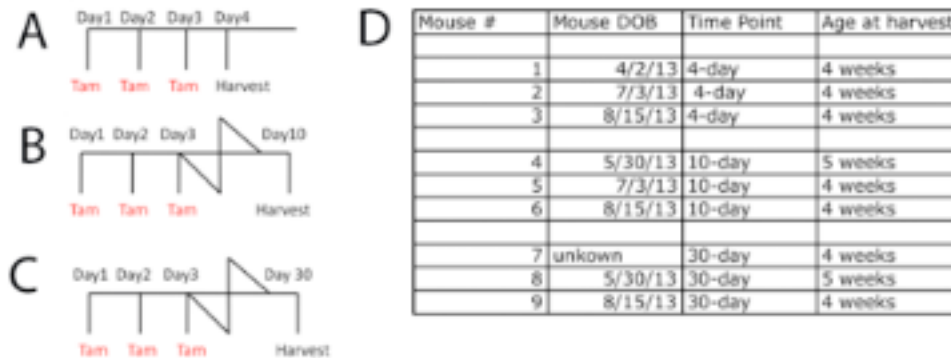 A
Day1 Day2 Day3 Day4
Tam Tam Tam Harvest
B
Day1 Day2 Day3 Day10
Tam Tam Tam Harvest
C
Day1 Day2 Day3 Day 30
Tam Tam Tam Harvest
D
Mouse # Mouse DOB Time Point Age at harvest
1 4/2/13 4-day 4 weeks
2 7/3/13 4-day 4 weeks
3 8/15/13 4-day 4 weeks
4 5/30/13 10-day 5 weeks
5 7/3/13 10-day 4 weeks
6 8/15/13 10-day 4 weeks
7 unkown 30-day 4 weeks
8 5/30/13 30-day 5 weeks
9 8/15/13 30-day 4 weeks